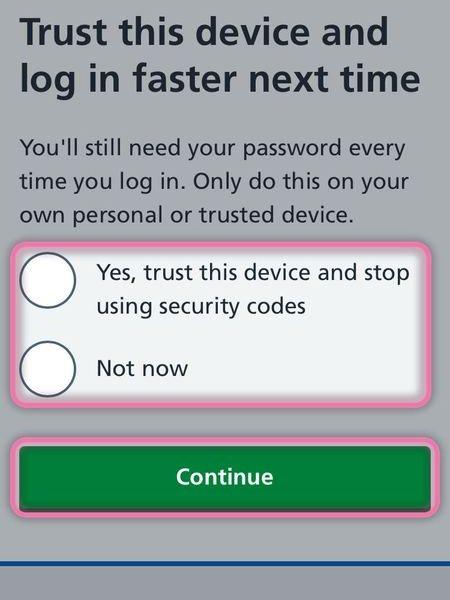 Trust this device and
log in faster next time
You'll still need your password every
time you log in. Only do this on your
own personal or trusted device.
Yes, trust this device and stop
using security codes
Not now
Continue